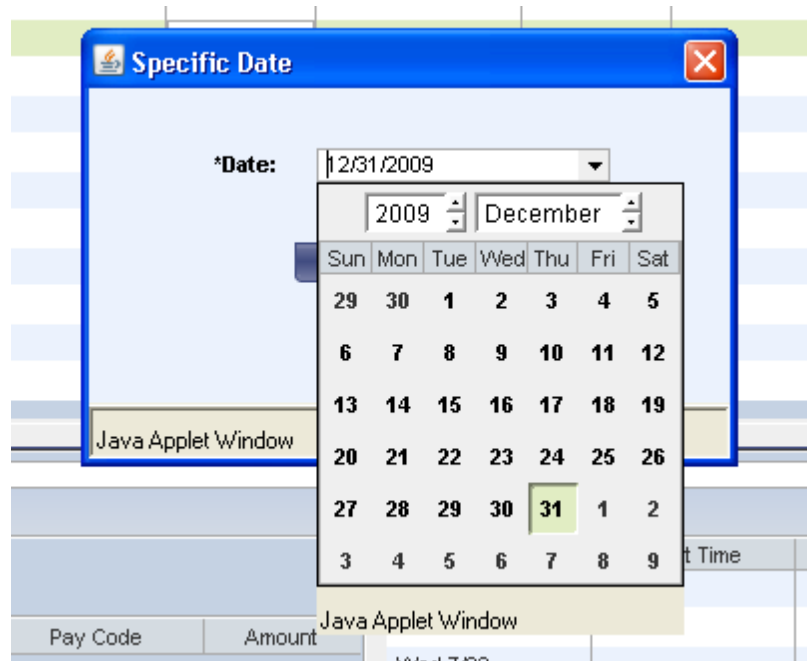 Specific Date
*Date: 12/31/2009
2009 December
Sun Mon Tue Wed Thu Fri Sat
29 30 1 2 3 4 5
6 7 8 9 10 11 12
13 14 15 16 17 18 19
20 21 22 23 24 25 26
27 28 29 30 31 1 2
3 4 5 6 7 8 9
Java Applet Window
t Time
Java Applet Window
Pay Code Amount